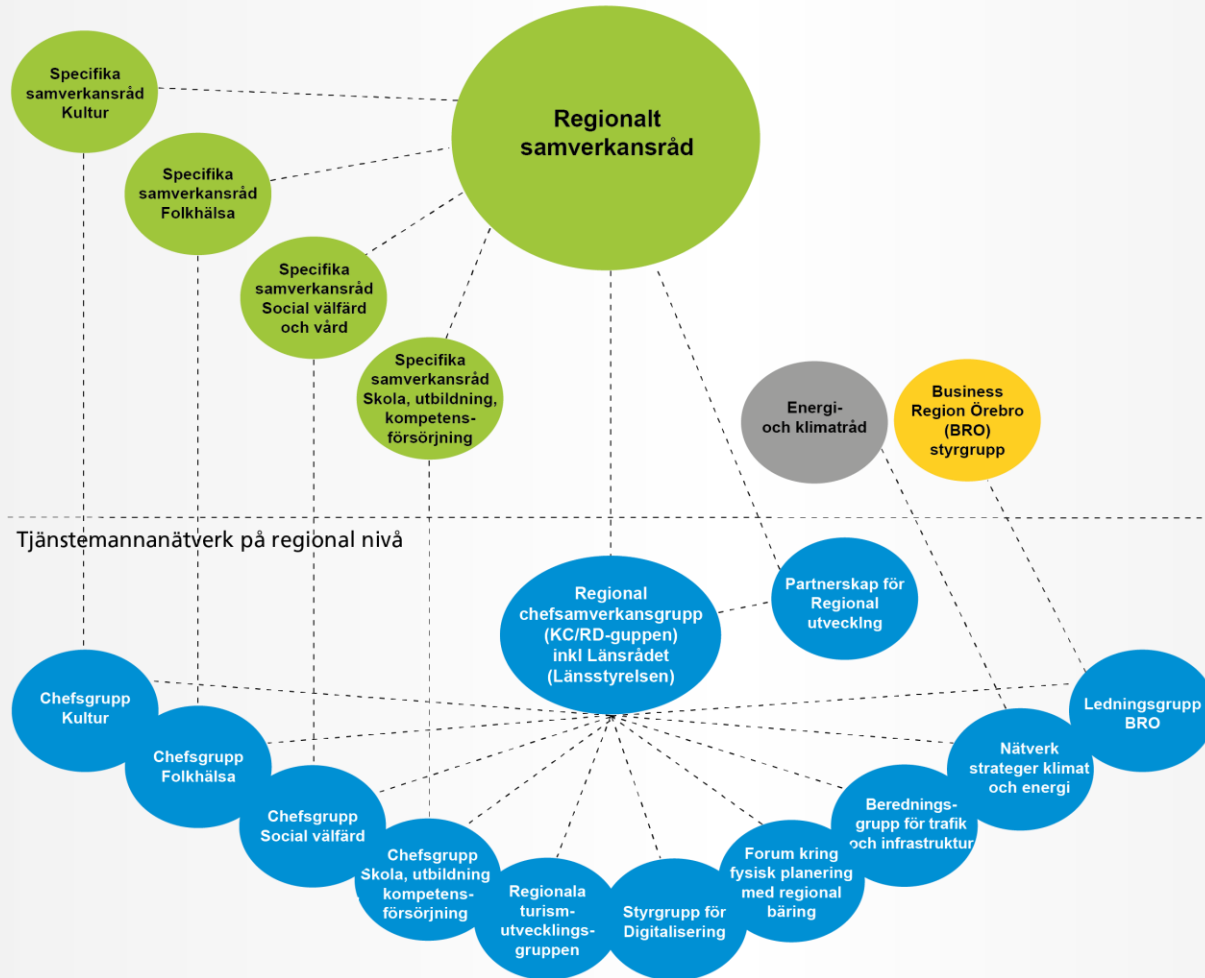 Regionalt
samverkansråd
Specifika
samverkansråd
Kultur
Specifika
samverkansråd
Folkhälsa
Specifika
samverkansråd
Social välfärd
och vård
Specifika
samverkansråd
Skola, utbildning,
kompetens-
försörjning
Energi-
och klimatråd
Business
Region Örebro
(BRO)
styrgrupp
Tjänstemannanätverk på regional nivå
Regional
chefsamverkansgrupp
(KC/RD-guppen)
inkl Länsrådet
(Länsstyrelsen)
Partnerskap för
Regional
utvecklng
Chefsgrupp
Kultur
Chefsgrupp
Folkhälsa
Chefsgrupp
Social välfärd
Chefsgrupp
Skola, utbildning
kompetens-
försörjning
Regionala
turism-
utvecklings-
gruppen
Styrgrupp för
Digitalisering
Forum kring
fysisk planering
med regional
bäring
Berednings-
grupp för trafik
och infrastruktur
Nätverk
strateger klimat
och energi
Ledningsgrupp
BRO